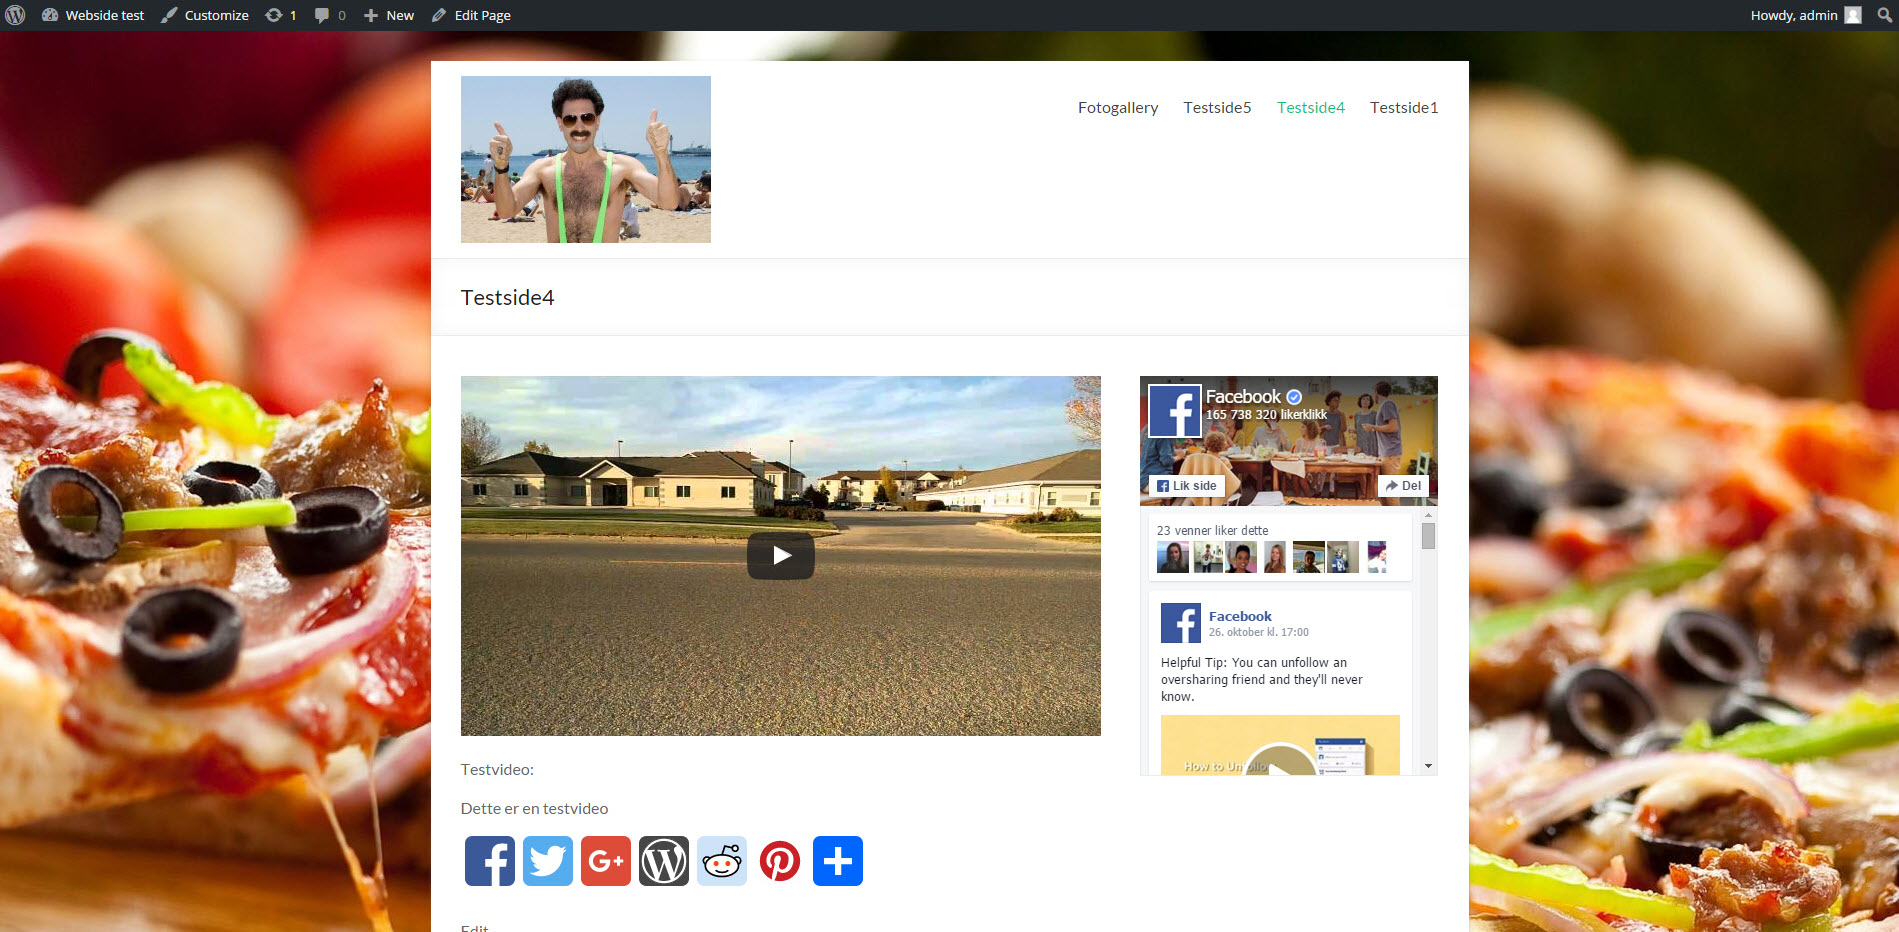 Webside test Customize 1 0 New Edit Page Howdy, admin
Fotogallery Testside5 Testside4 Testside1
Testside4
Facebook
165 738 320 likerklikk
Lik side Del
23 venner liker dette
Facebook
26. oktober kl. 17:00
Helpful Tip: You can unfollow an
oversharing friend and they'll never
know.
How to Unfollo
Testvideo:
Dette er en testvideo
G+
Edit